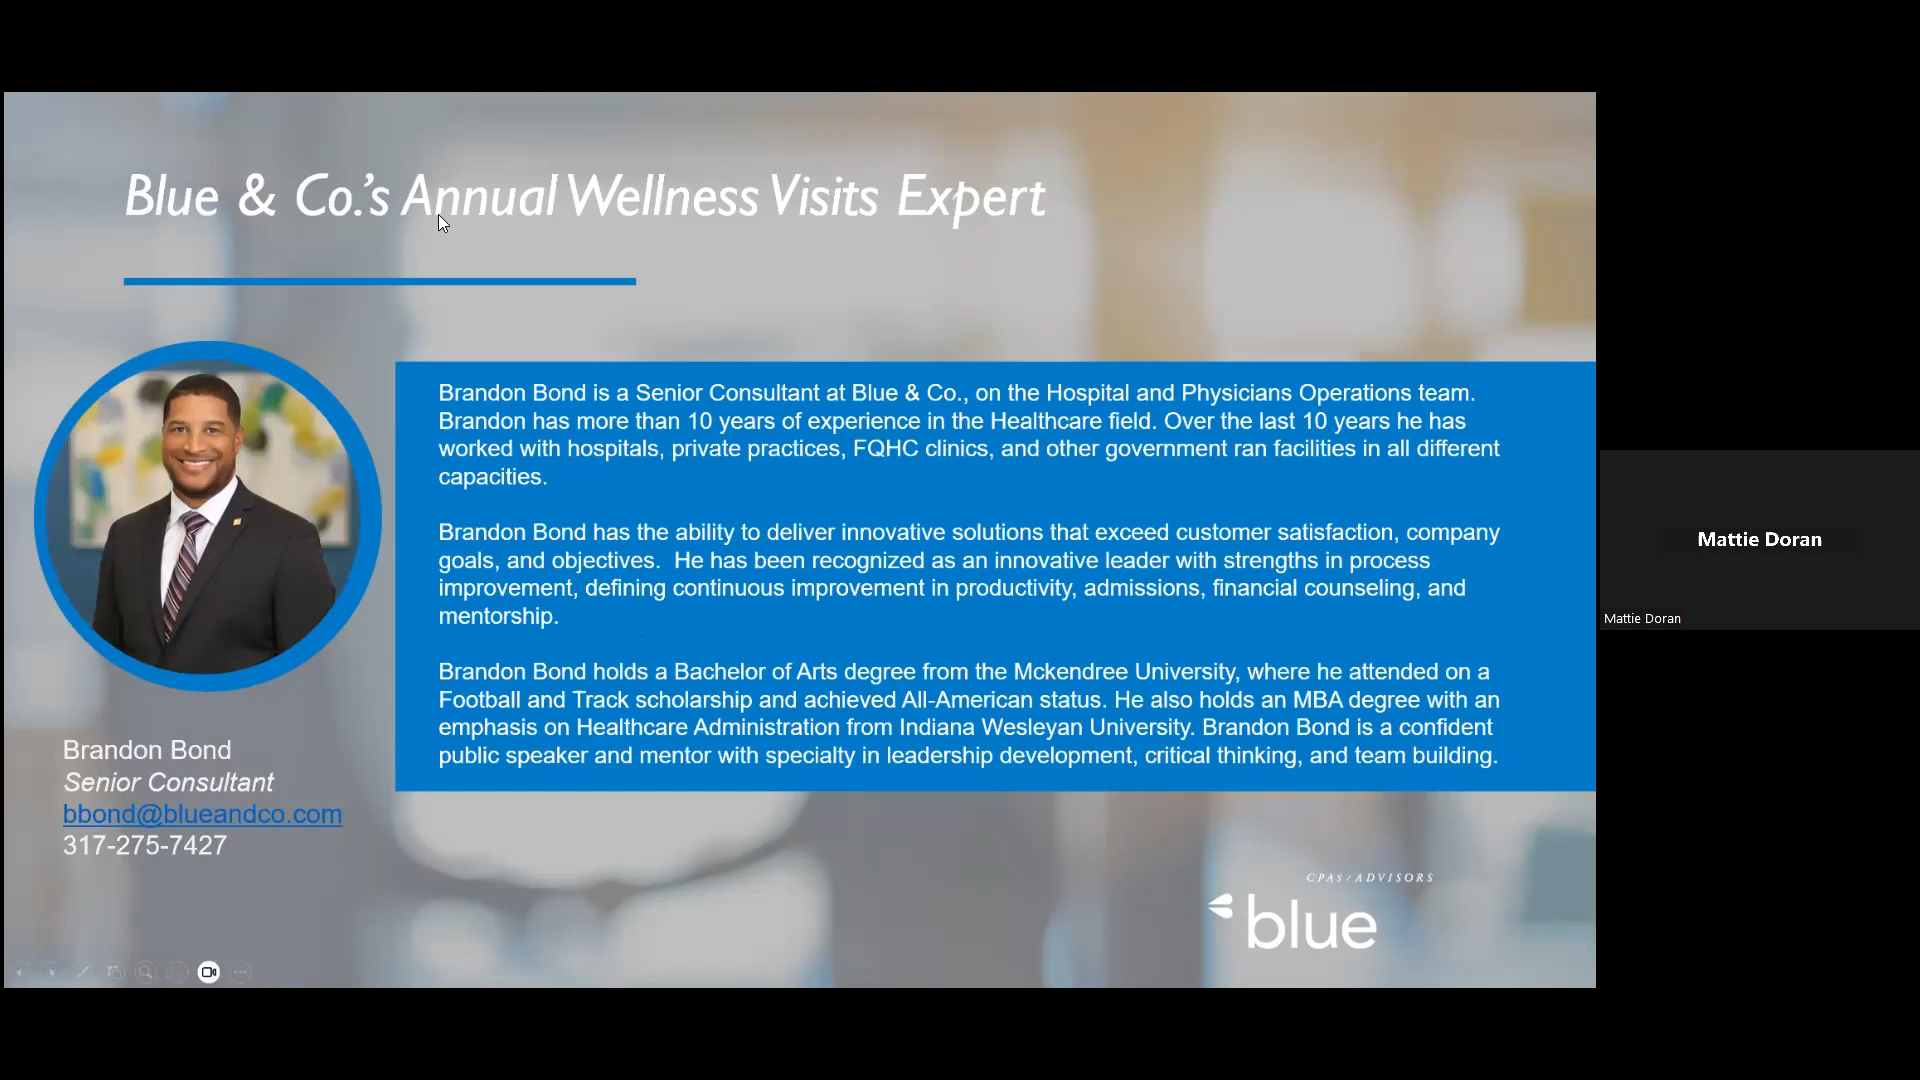 Blue & Co.'s Annual Wellness Visits Expert
Brandon Bond is a Senior Consultant at Blue & Co., on the Hospital and Physicians Operations team.
Brandon has more than 10 years of experience in the Healthcare field. Over the last 10 years he has
worked with hospitals, private practices, FQHC clinics, and other government ran facilities in all different
capacities.
Brandon Bond has the ability to deliver innovative solutions that exceed customer satisfaction, company
goals, and objectives.  He has been recognized as an innovative leader with strengths in process
improvement, defining continuous improvement in productivity, admissions, financial counseling, and
mentorship.
Brandon Bond holds a Bachelor of Arts degree from the Mckendree University, where he attended on a
Football and Track scholarship and achieved All-American status. He also holds an MBA degree with an
emphasis on Healthcare Administration from Indiana Wesleyan University. Brandon Bond is a confident
public speaker and mentor with specialty in leadership development, critical thinking, and team building.
Brandon Bond
Senior Consultant
bbond@blueandco.com
317-275-7427
CPAS/ADVISORS
blue
Mattie Doran
Mattie Doran